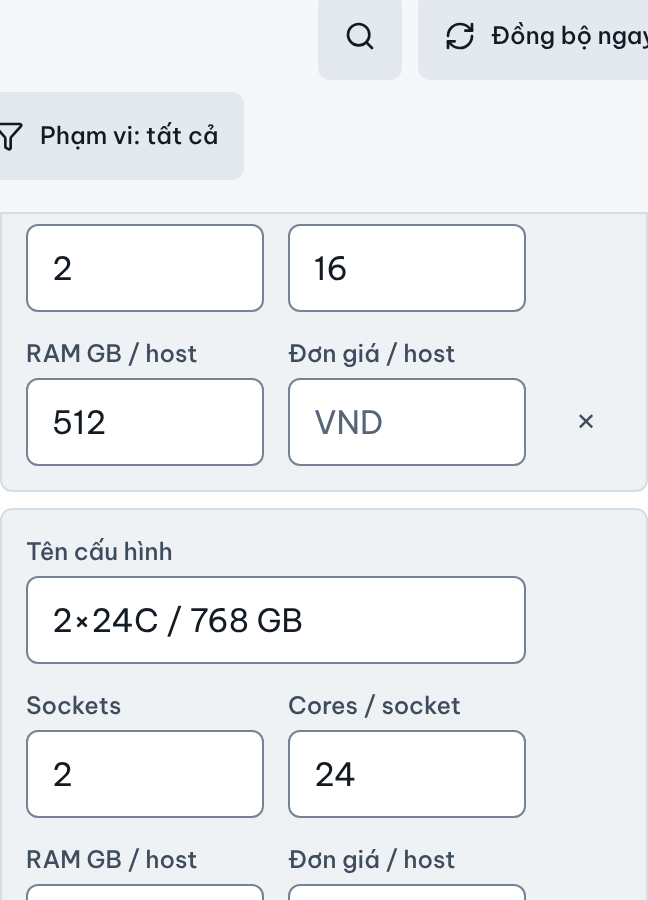 Đồng bộ ngay
Phạm vi: tất cả
2 16
RAM GB / host Đơn giá / host
512 VND ×
Tên cấu hình
2×24C / 768 GB
Sockets Cores / socket
2 24
RAM GB / host Đơn giá / host